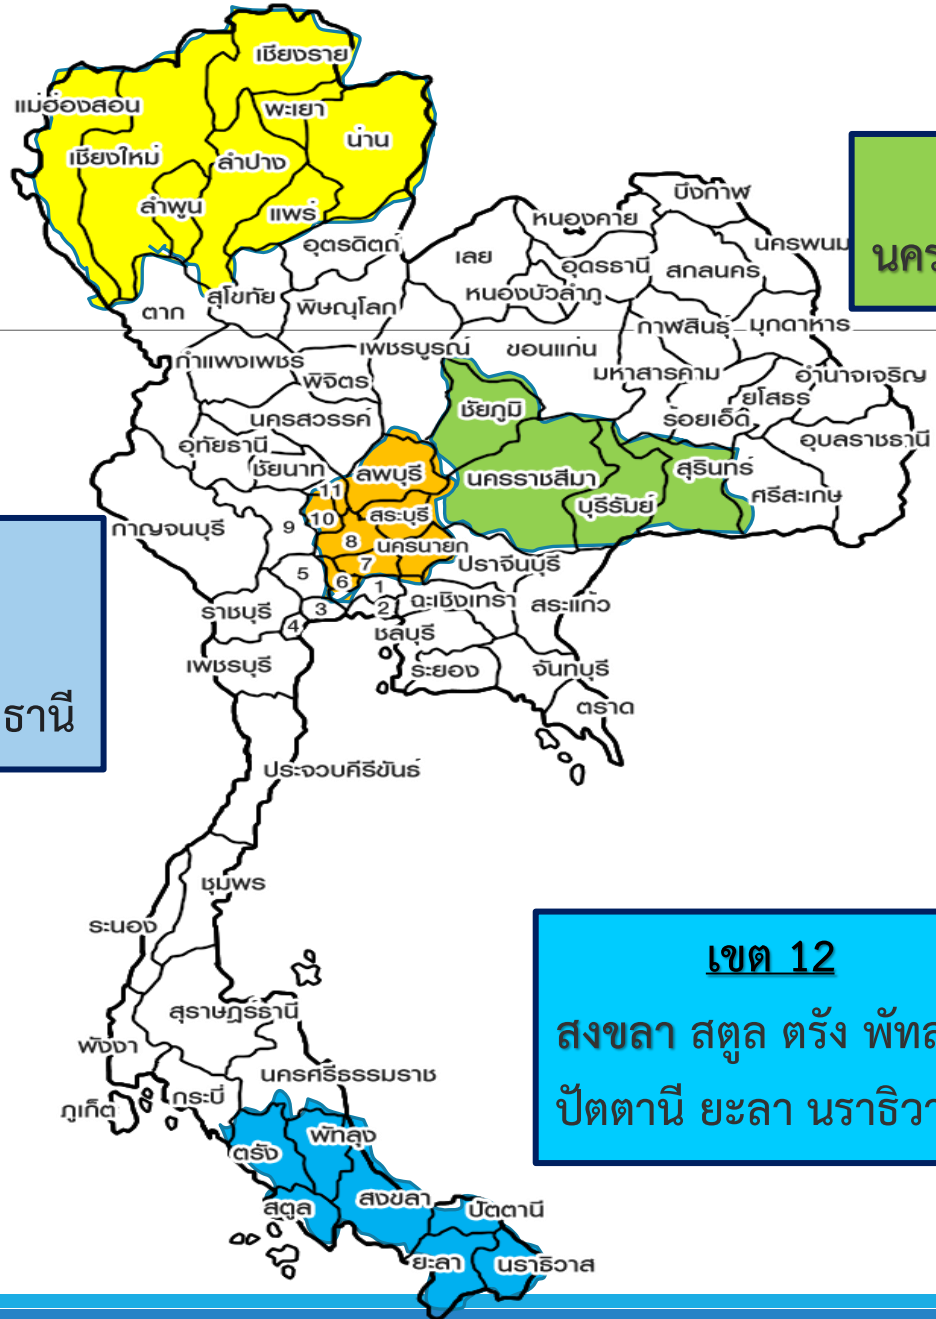 เชียงราย
แม่ฮ่องสอน
พะเยา
น่าน
เชียงใหม่
ลำปาง
ลำพูน
แพร่
บึงกาฬ
หนองคาย
อุตรดิตถ์
เลย
นครพนม
อุดรธานี
สกลนคร
นคร
หนองบัวลำภู
สุโขทัย
ตาก
พิษณุโลก
กาฬสินธุ์
มุกดาหาร
กำแพงเพชร
เพชรบูรณ์
ขอนแก่น
มหาสารคาม
อำนาจเจริญ
พิจิตร
ยโสธร
นครสวรรค์
ชัยภูมิ
ร้อยเอ็ด
อุบลราชธานี
อุทัยธานี
ชัยนาท
ลพบุรี
นครราชสีมา
สุรินทร์
11
บุรีรัมย์
ศรีสะเกษ
กาญจนบุรี
9
10
สระบุรี
8
นครนายก
7
ปราจีนบุรี
5
6
1
ราชบุรี
3
2
ฉะเชิงเทรา
สระแก้ว
4
ชลบุรี
เพชรบุรี
ระยอง
จันทบุรี
ตราด
ธานี
ประจวบคีรีขันธ์
ชุมพร
ระนอง
เขต 12
สงขลา สตูล ตรัง พัทล
ปัตตานี ยะลา นราธิวา
สุราษฎร์ธานี
พังงา
นครศรีธรรมราช
ภูเก็ต
กระบี่
พัทลุง
ตรัง
สงขลา
สตูล
ปัตตานี
ยะลา
นราธิวาส